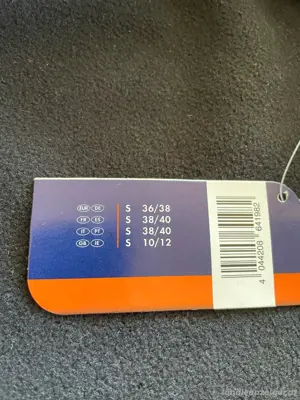 EUR DE S 36/38
FR ES S 38/40
IT PT S 38/40
GB IE S 10/12
4 044208 641982